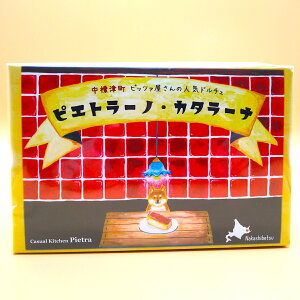 中標津町 ピッツァ屋さんの人気ドルチェ
ピエトラーノ・カタラーナ
Casual Kitchen Pietra
Nakashibetsu